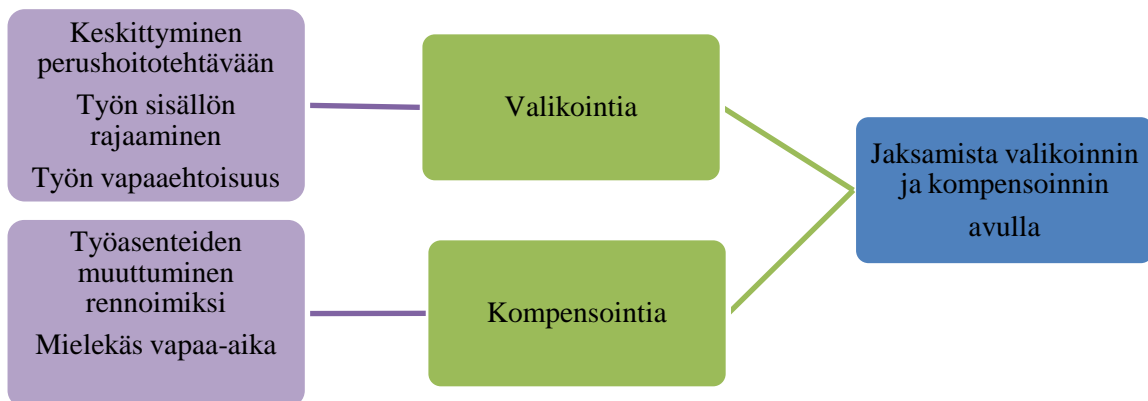 Keskittyminen
perushoitotehtävään
Työn sisällön
rajaaminen
Työn vapaaehtoisuus
Valikointia
Työasenteiden
muuttuminen
rennoimiksi
Mielekäs vapaa-aika
Kompensointia
Jaksamista valikoinnin
ja kompensoinnin
avulla